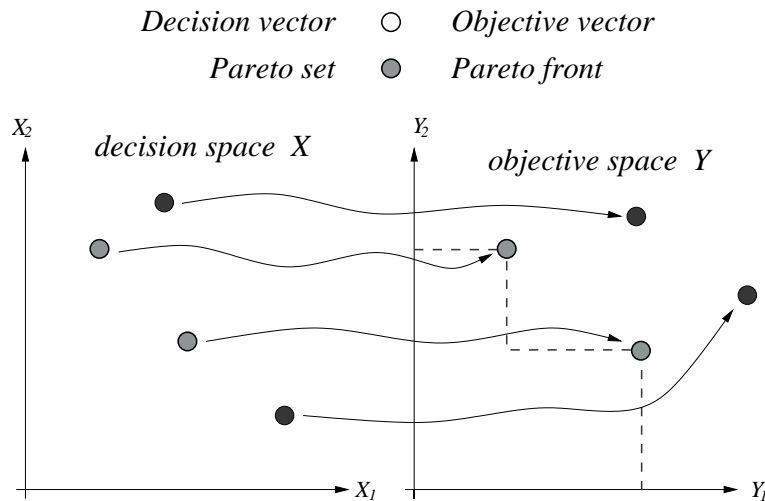 Decision vector Objective vector
Pareto set Pareto front
X2 Y2
decision space X objective space Y
X1 Y1